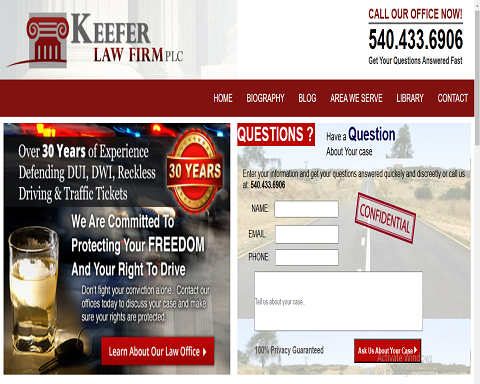 KEEFER
LAW FIRM PLC
CALL OUR OFFICE NOW!
540.433.6906
Get Your Questions Answered Fast
HOME BIOGRAPHY BLOG AREA WE SERVE LIBRARY CONTACT
Over 30 Years of Experience
Defending DUI, DWI, Reckless
Driving & Traffic Tickets
30
YEARS
We Are Committed To
Protecting Your FREEDOM
And Your Right To Drive
Don't fight your conviction alone. Contact our
offices today to discuss your case and make
sure your rights are protected.
Learn About Our Law Office
QUESTIONS ?
Have a Question
About Your case
Enter your information and get your questions answered quickely and discreetly or call us
at: 540.433.6906
NAME:
EMAIL:
PHONE:
CONFIDENTIAL
Tell us about your case..
100% Privacy Guaranteed
Ask Us About Your Case
Activate Windows